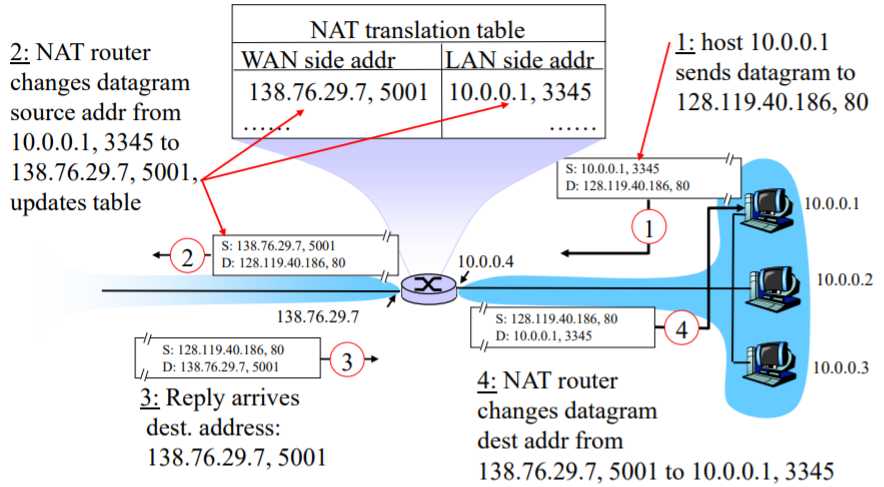 NAT translation table
WAN side addr LAN side addr
138.76.29.7, 5001 10.0.0.1, 3345
...... ......
2: NAT router
changes datagram
source addr from
10.0.0.1, 3345 to
138.76.29.7, 5001,
updates table
1: host 10.0.0.1
sends datagram to
128.119.40.186, 80
S: 10.0.0.1, 3345
D: 128.119.40.186, 80
1
10.0.0.1
S: 138.76.29.7, 5001
D: 128.119.40.186, 80
2
10.0.0.4
10.0.0.2
138.76.29.7
S: 128.119.40.186, 80
D: 10.0.0.1, 3345
4
S: 128.119.40.186, 80
D: 138.76.29.7, 5001
3
10.0.0.3
3: Reply arrives
dest. address:
138.76.29.7, 5001
4: NAT router
changes datagram
dest addr from
138.76.29.7, 5001 to 10.0.0.1, 3345